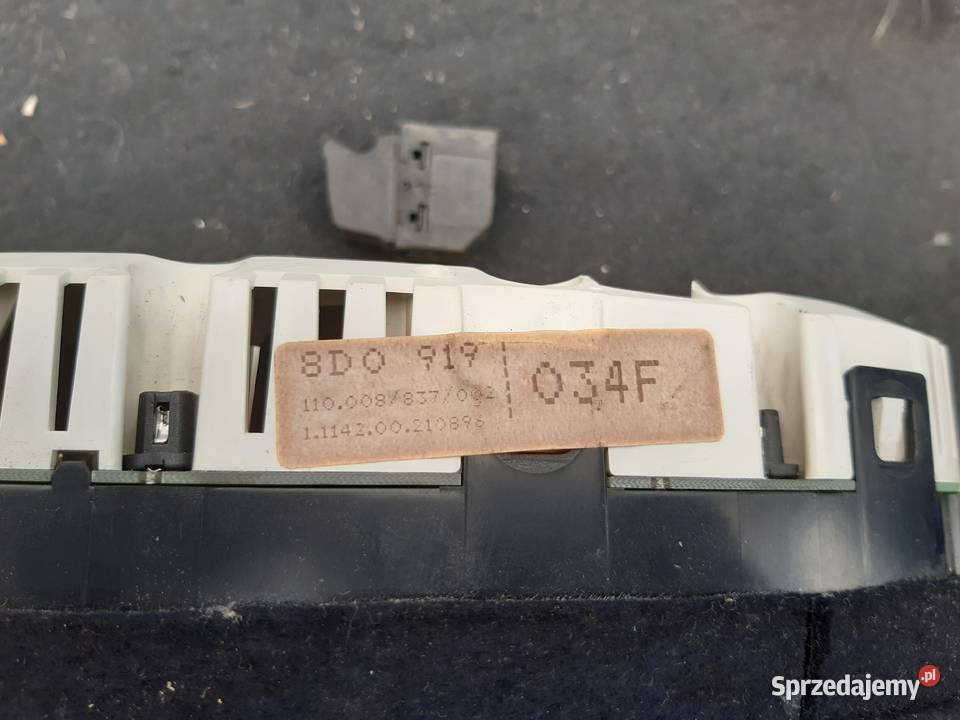 8D0 919 034F
110.008/837/002
1.1142.00.210896
Sprzedajemy.pl